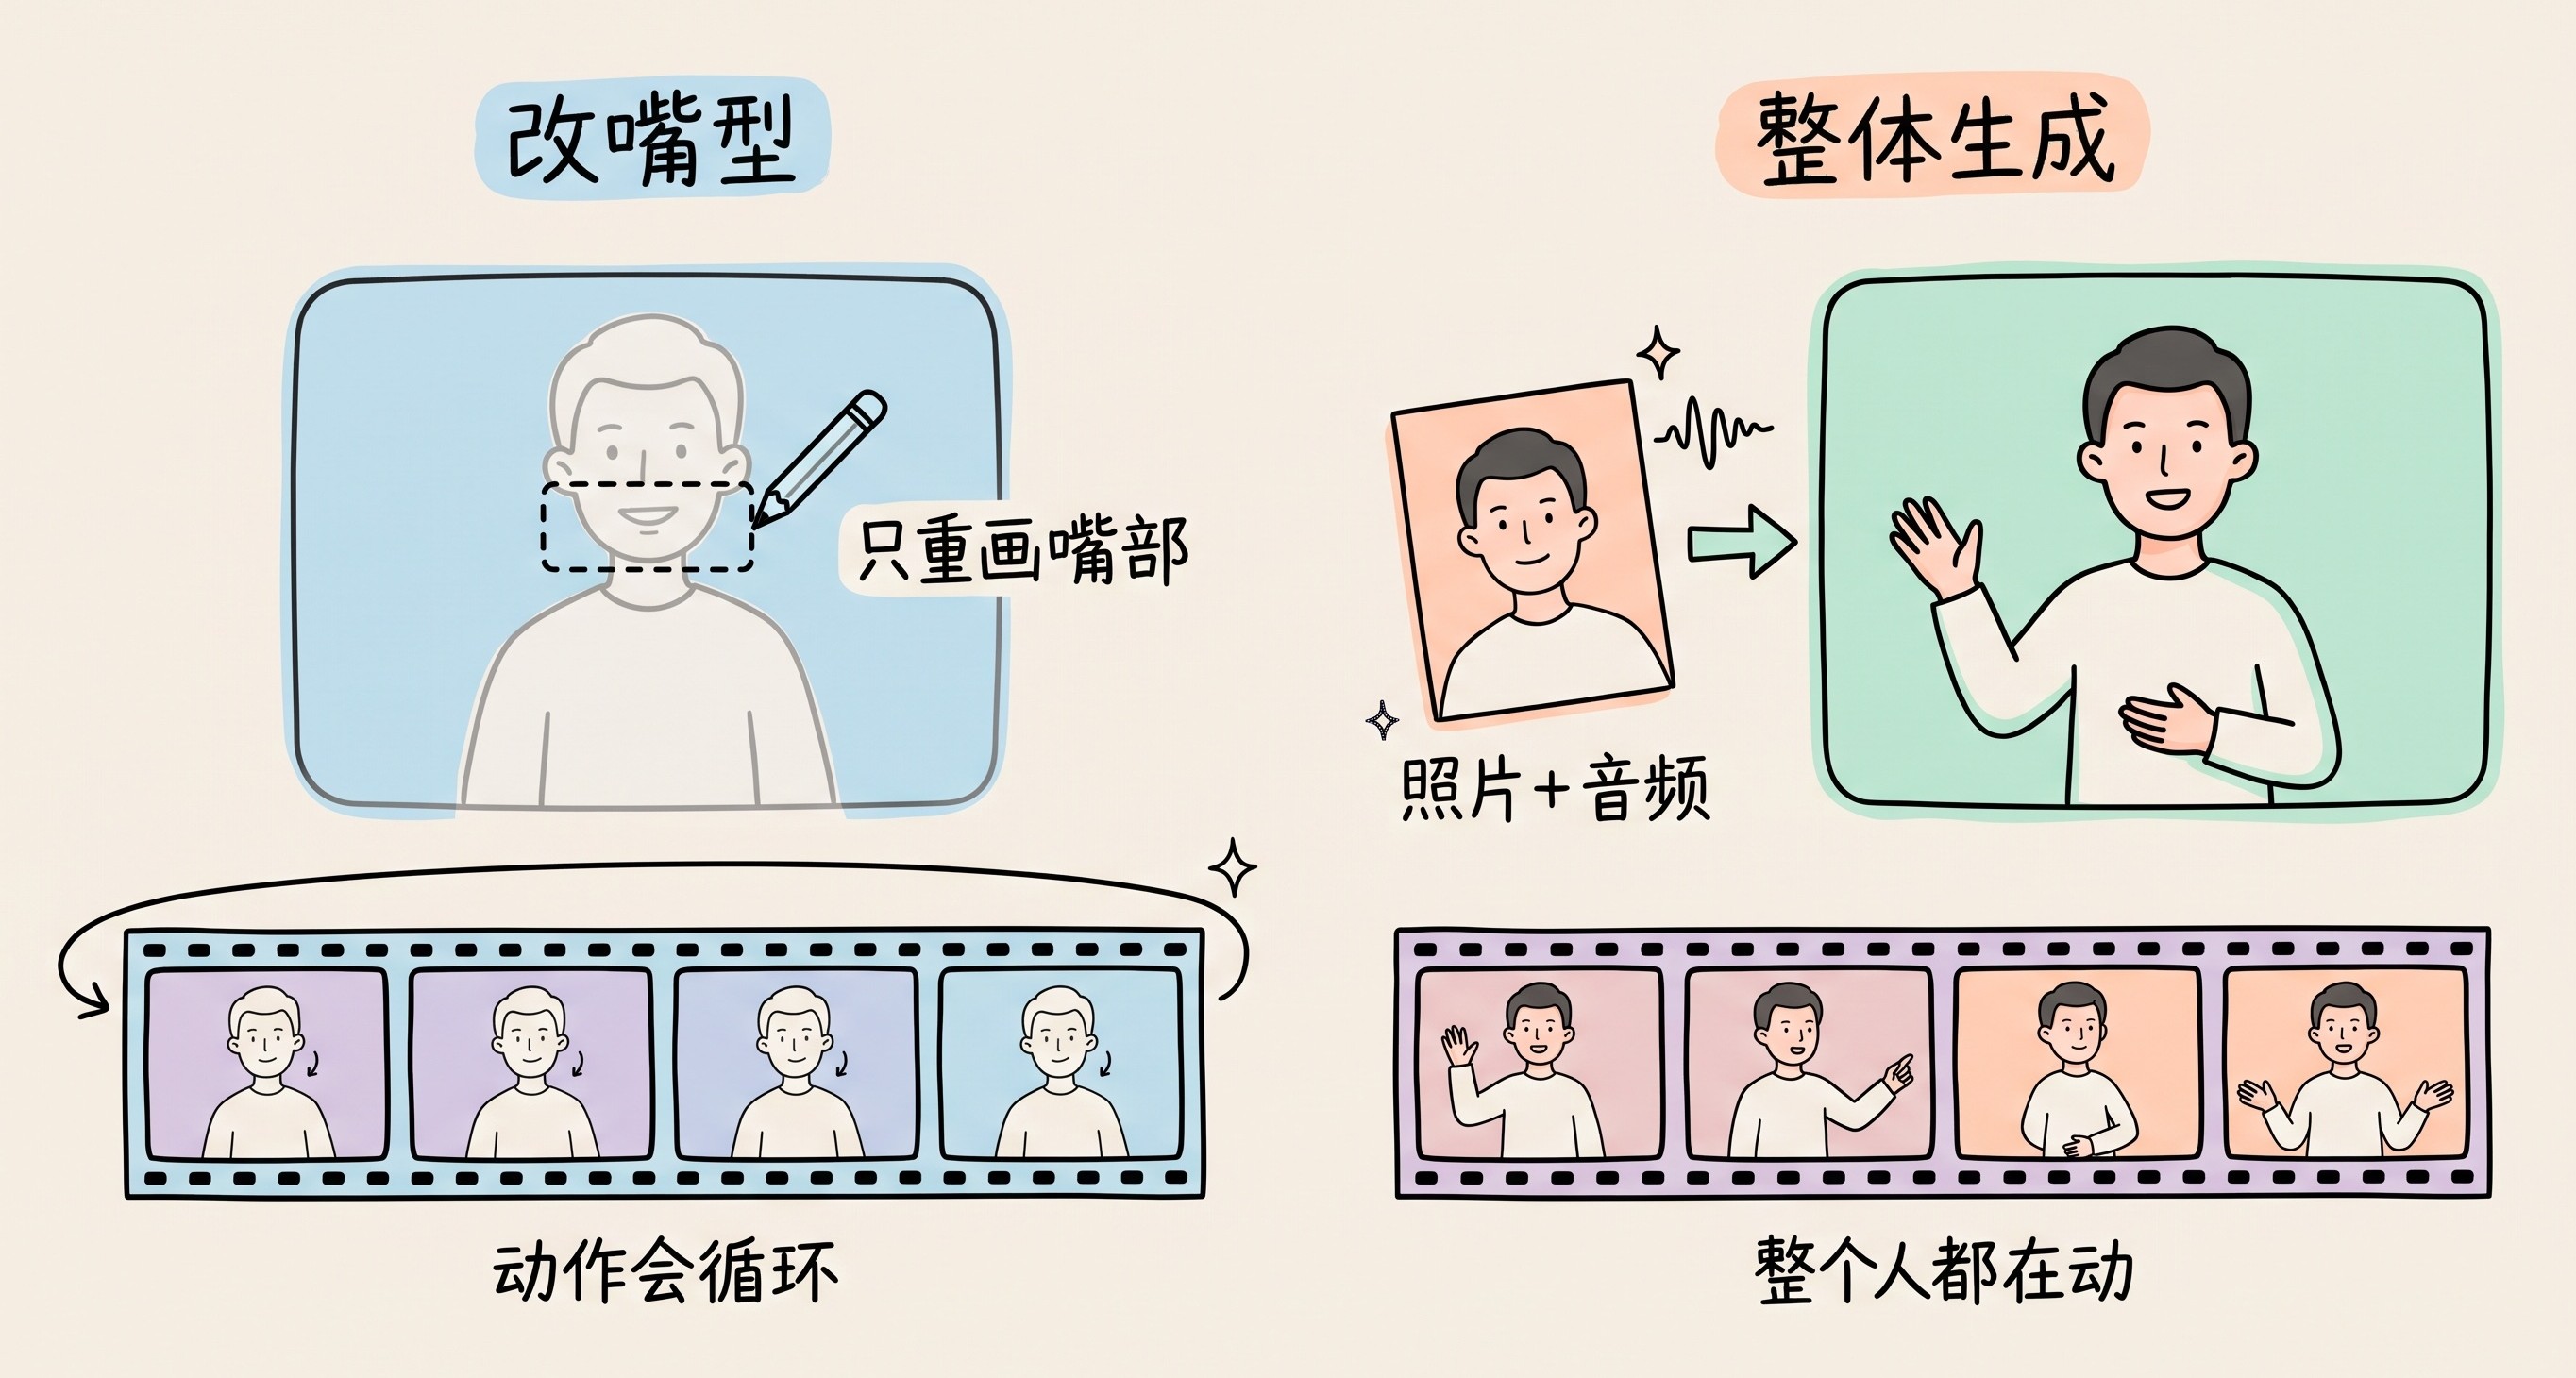 改嘴型
只重画嘴部
动作会循环
整体生成
照片+音频
整个人都在动